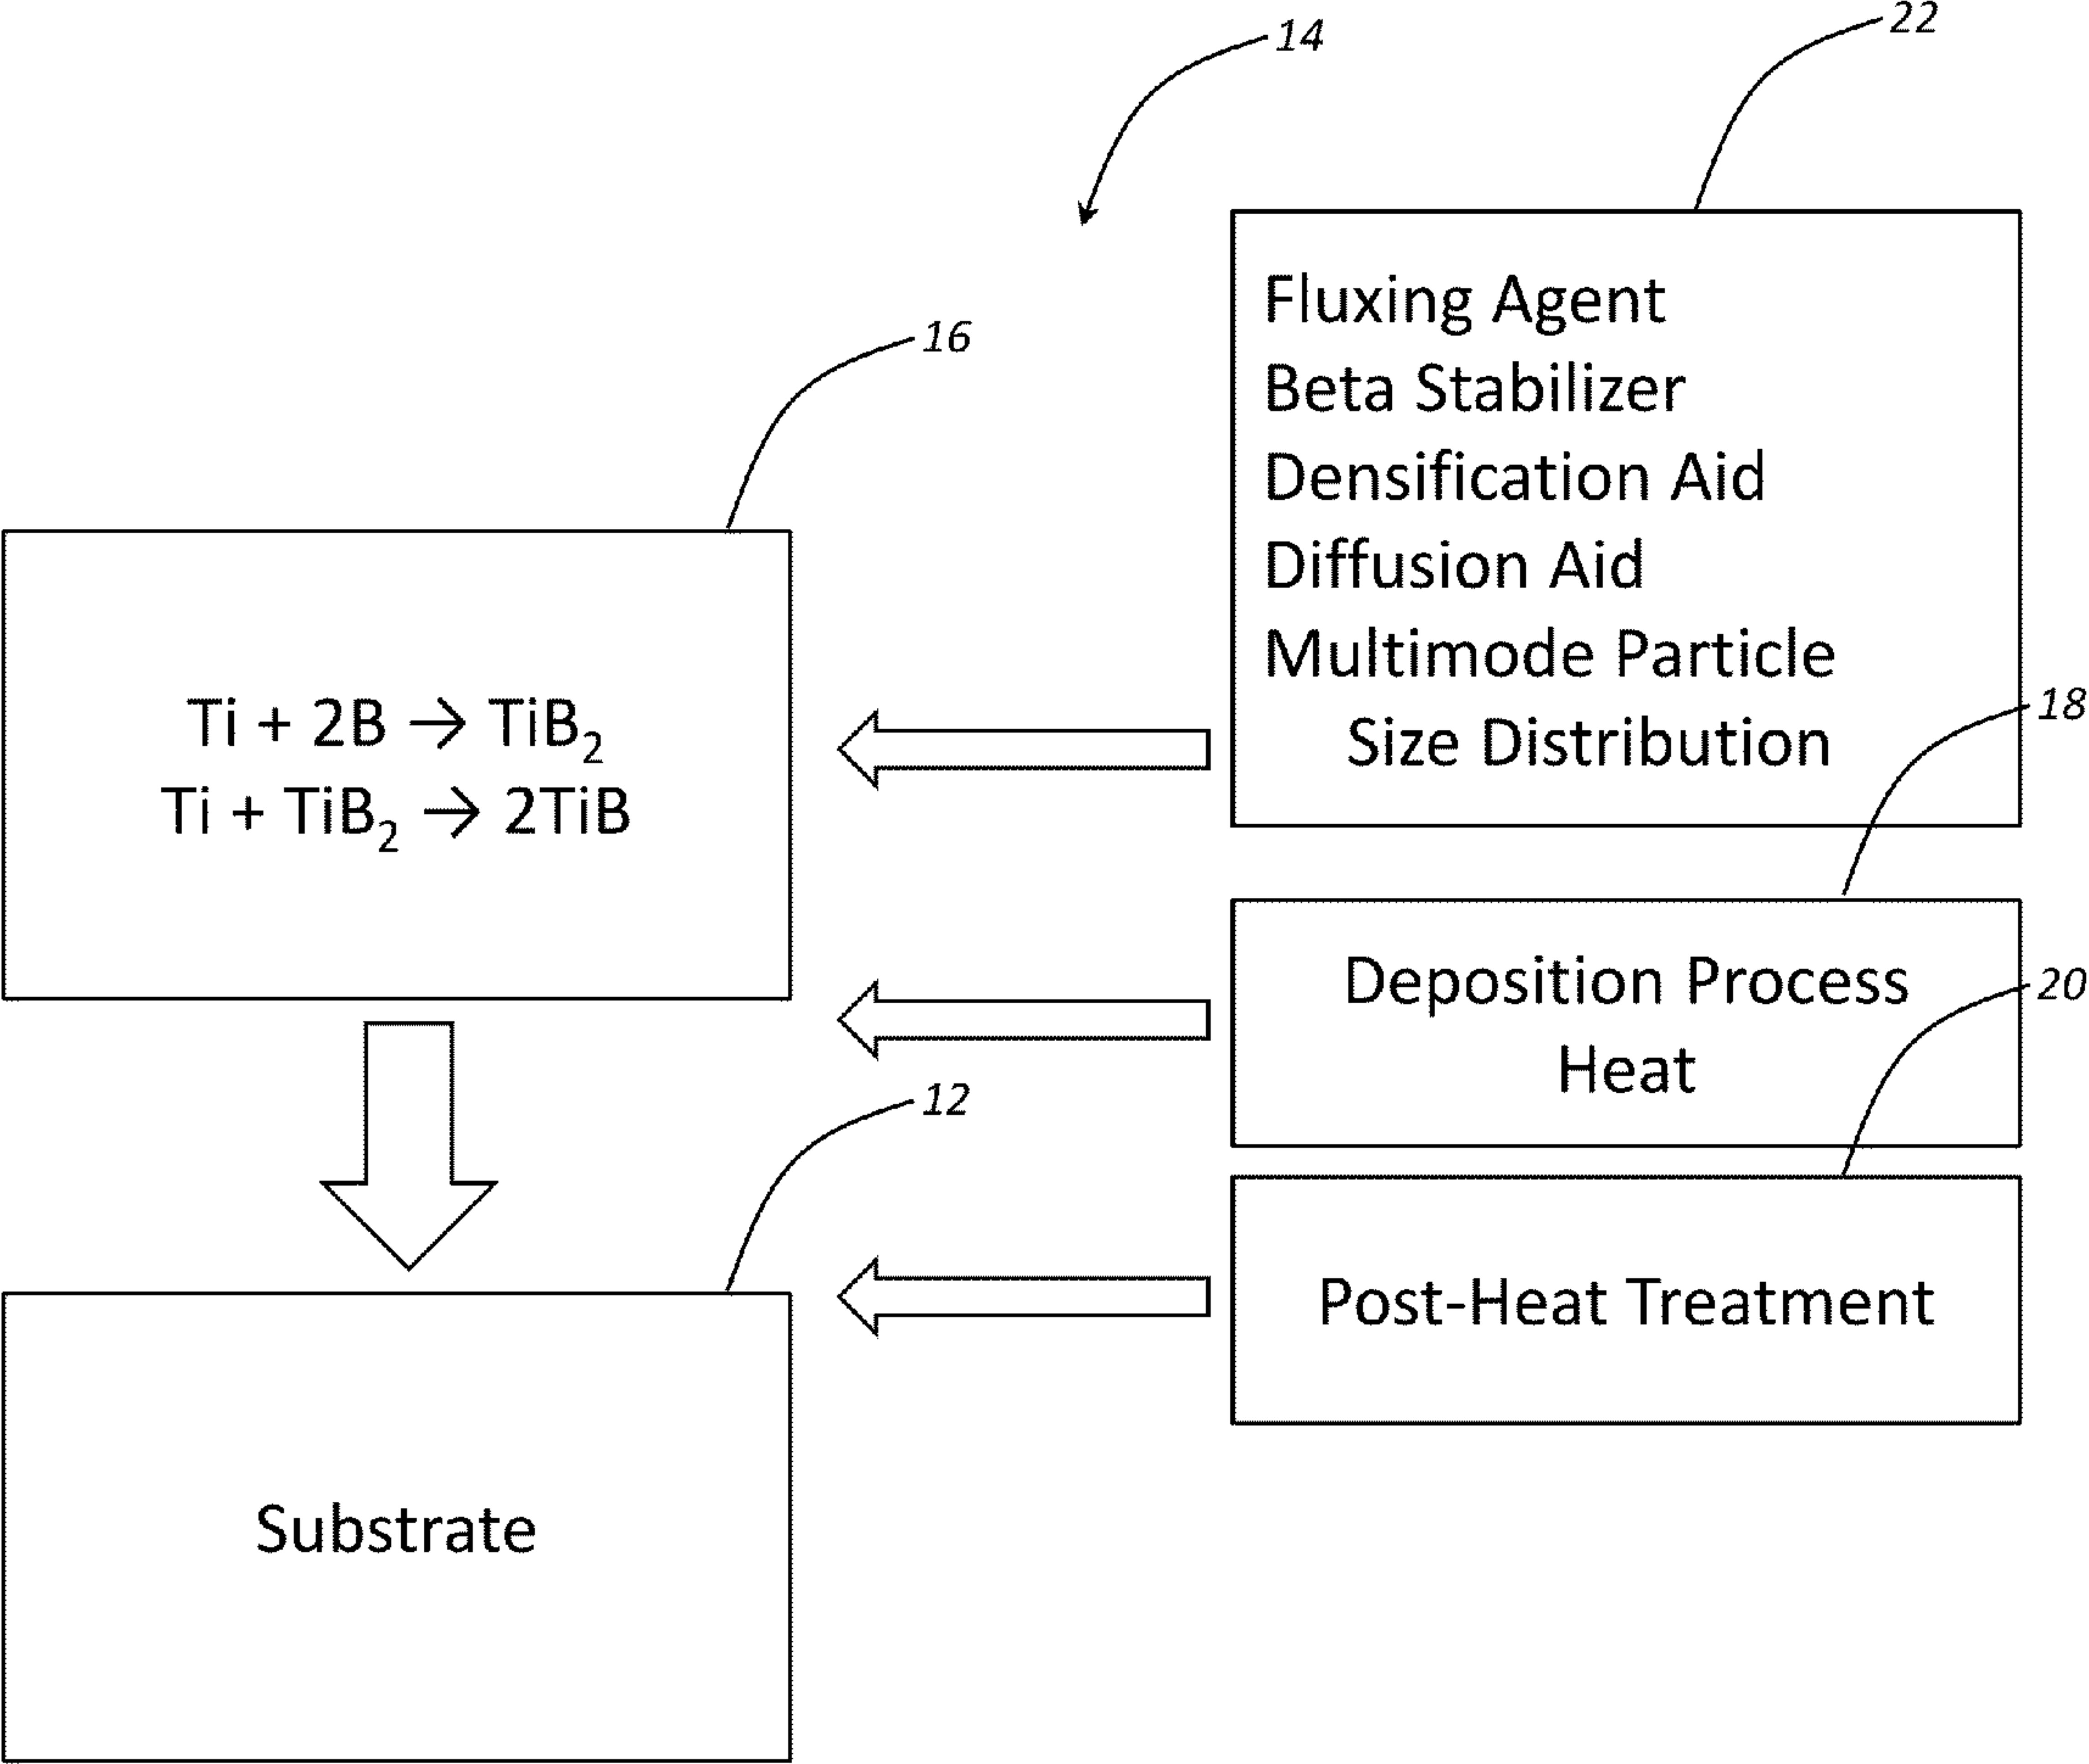 14
22
Fluxing Agent
Beta Stabilizer
Densification Aid
Diffusion Aid
Multimode Particle
Size Distribution
16
Ti + 2B → TiB₂
Ti + TiB₂ → 2TiB
18
Deposition Process
Heat
20
Post-Heat Treatment
12
Substrate